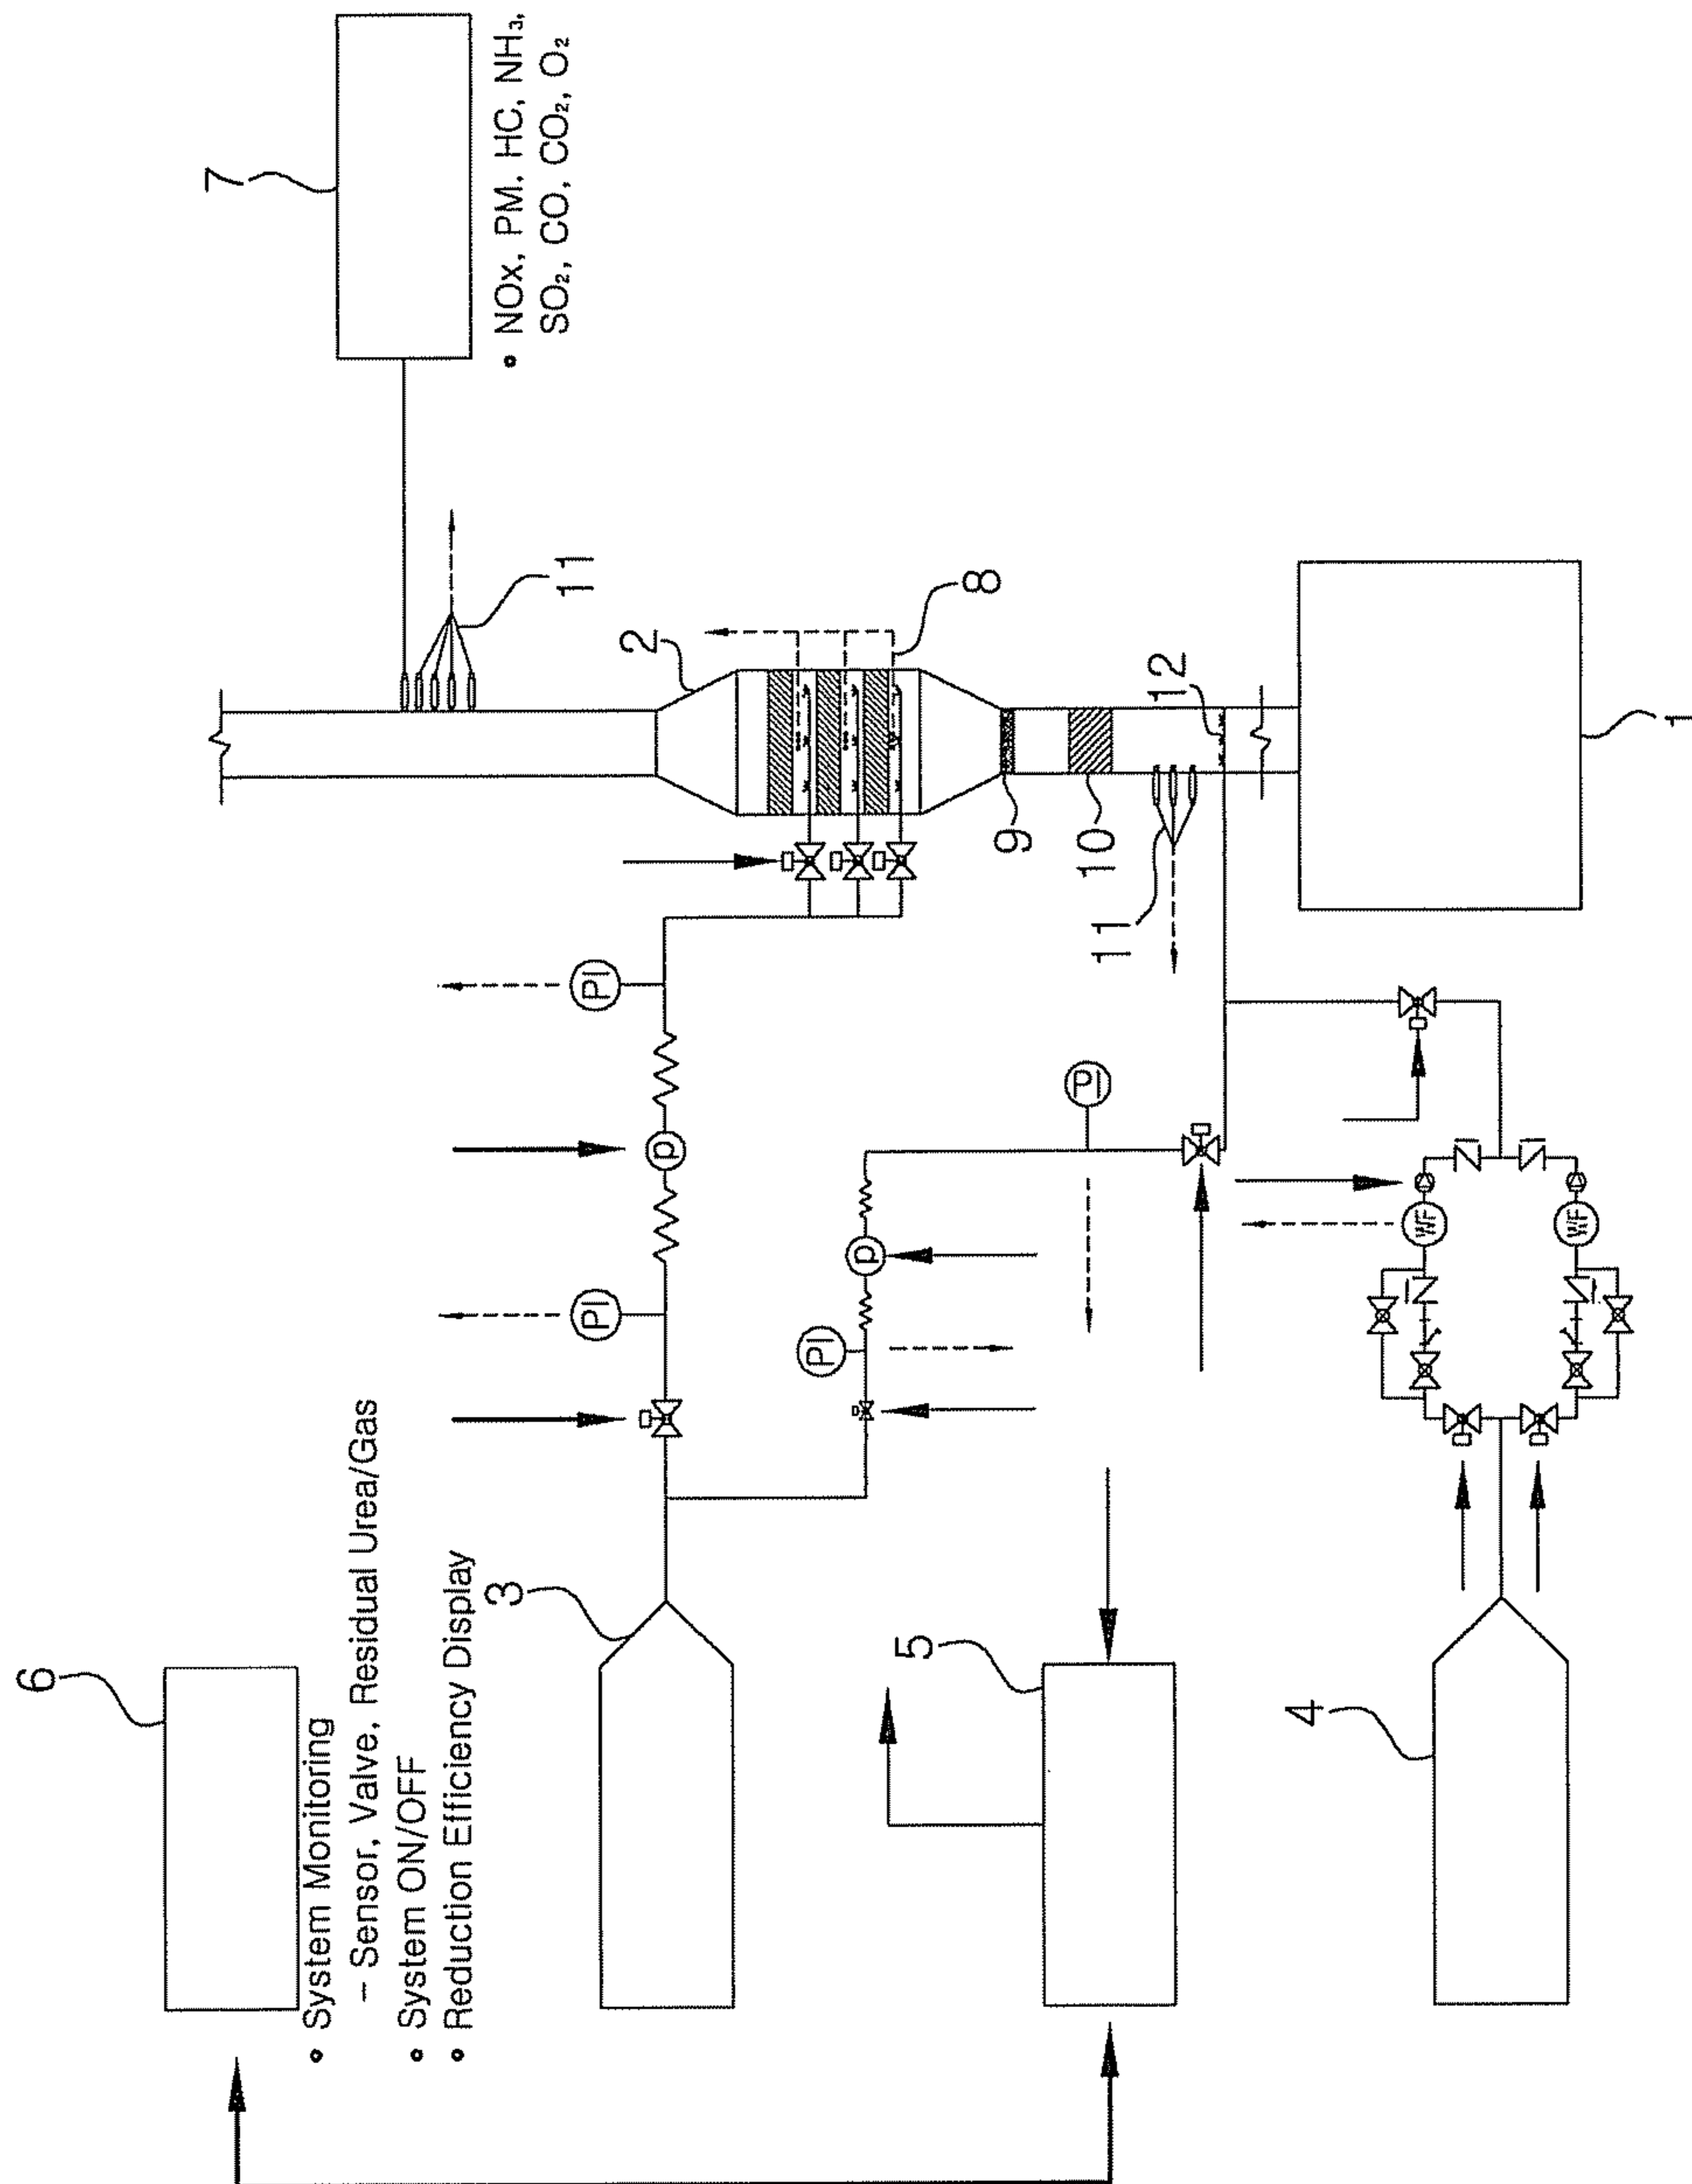 6
• System Monitoring
– Sensor, Valve, Residual Urea/Gas
• System ON/OFF
• Reduction Efficiency Display
3
5
4
PI
p
PI
PI
p
PI
WF
WF
7
• NOx, PM, HC, NH₃,
SO₂, CO, CO₂, O₂
11
2
8
9
10
11
12
1